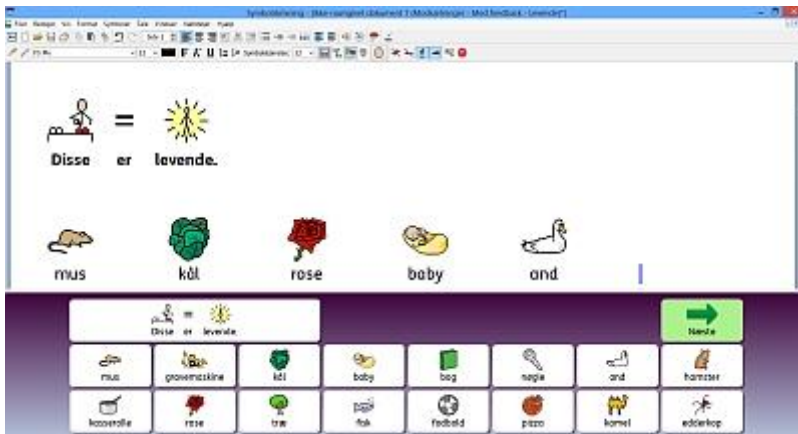 Disse er levende.
mus kål rose baby and
Disse er levende.
Næste
mus gravemaskine kål baby bog nøgle and hamster
kasserolle rose træ fisk fodbold pizza kamel edderkop